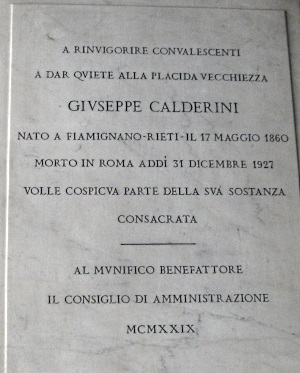 A RINVIGORIRE CONVALESCENTI
A DAR QVIETE ALLA PLACIDA VECCHIEZZA
GIVSEPPE CALDERINI
NATO A FIAMIGNANO-RIETI-IL 17 MAGGIO 1860
MORTO IN ROMA ADDÌ 31 DICEMBRE 1927
VOLLE COSPICVA PARTE DELLA SVA SOSTANZA
CONSACRATA
AL MVNIFICO BENEFATTORE
IL CONSIGLIO DI AMMINISTRAZIONE
MCMXXIX